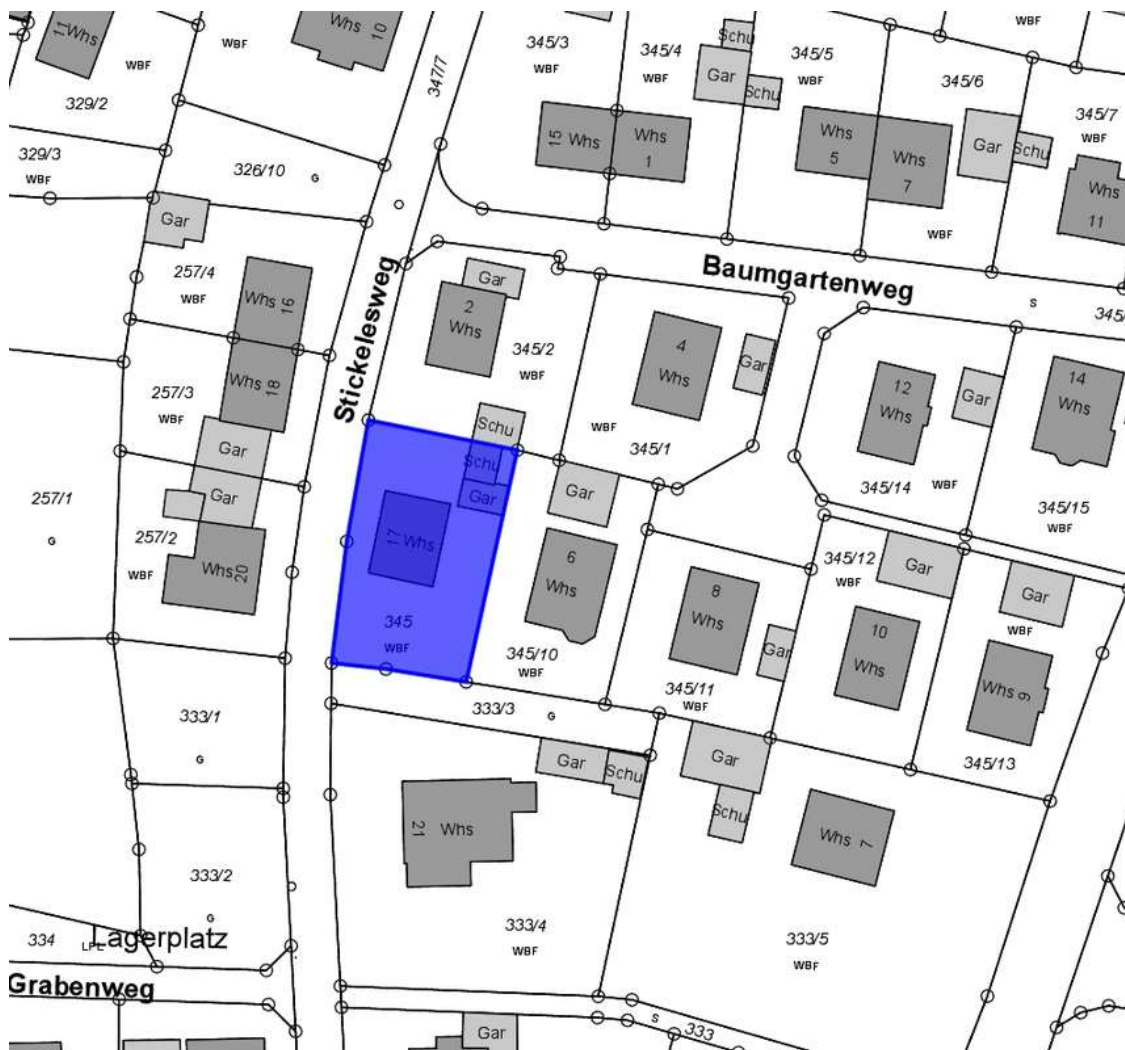 11
Whs
WBF
329/2
329/3
WBF
Whs
10
WBF
347/7
326/10
G
Gar
257/4
WBF
Whs
16
257/3
WBF
Whs
18
Gar
Gar
257/1
G
257/2
WBF
Whs
20
333/1
G
333/2
G
334
LPL
Lagerplatz
Grabenweg
Stickelesweg
Baumgartenweg
345/3
WBF
15
Whs
345/4
WBF
Whs
1
Schu
Gar
Schu
345/5
WBF
Whs
5
Whs
7
WBF
345/6
Gar
Schu
WBF
345/7
WBF
Whs
11
S
345/
Gar
2
Whs
345/2
WBF
Schu
Schu
Gar
17
Whs
345
WBF
4
Whs
Gar
WBF
345/1
Gar
6
Whs
345/10
WBF
12
Whs
Gar
345/14
WBF
14
Whs
345/15
WBF
8
Whs
Gar
345/11
WBF
345/12
WBF
Gar
10
Whs
Gar
WBF
Whs
9
345/13
333/3
G
Gar
Schu
21
Whs
333/4
WBF
Gar
Schu
Whs
7
333/5
WBF
S
333
Gar